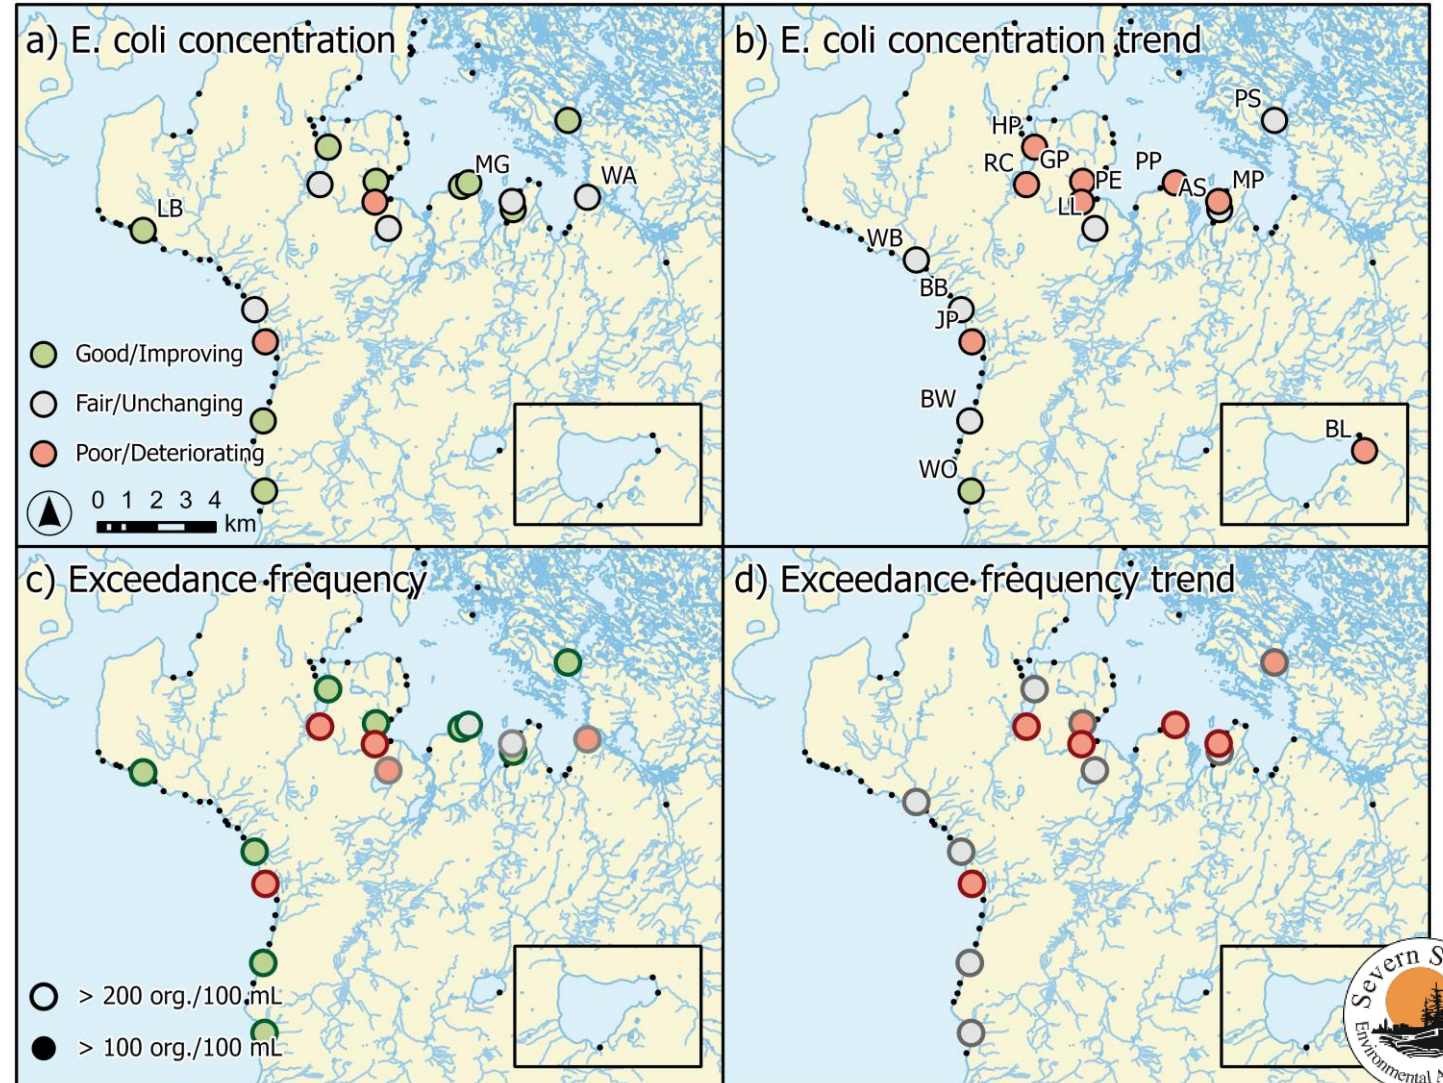 a) E. coli concentration
MG
WA
LB
Good/Improving
Fair/Unchanging
Poor/Deteriorating
0 1 2 3 4
km
b) E. coli concentration trend
PS
HP
RC
GP
PE
PP
AS
MP
LL
WB
BB
JP
BW
WO
BL
c) Exceedance frequency
> 200 org./100 mL
> 100 org./100 mL
d) Exceedance frequency trend
Severn S
Environmental A